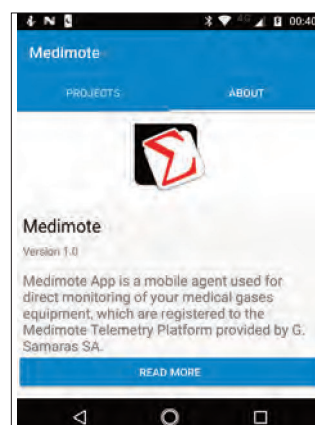 00:40
Medimote
PROJECTS ABOUT
Σ
Medimote
Version 1.0
Medimote App is a mobile agent used for
direct monitoring of your medical gases
equipment, which are registered to the
Medimote Telemetry Platform provided by G.
Samaras SA.
READ MORE